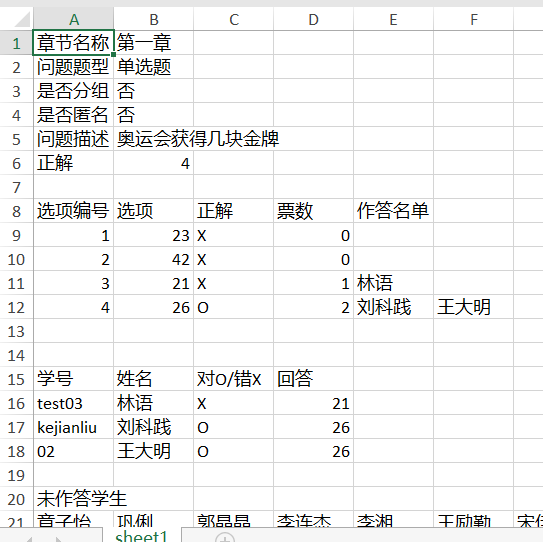 A B C D E F
1 章节名称 第一章
2 问题题型 单选题
3 是否分组 否
4 是否匿名 否
5 问题描述 奥运会获得几块金牌
6 正解 4
7
8 选项编号 选项 正解 票数 作答名单
9 1 23 X 0
10 2 42 X 0
11 3 21 X 1 林语
12 4 26 O 2 刘科践 王大明
13
14
15 学号 姓名 对O/错X 回答
16 test03 林语 X 21
17 kejianliu 刘科践 O 26
18 02 王大明 O 26
19
20 未作答学生
21 章子怡 巩俐 郭晶晶 李连杰 李湘 王励勤
sheet1